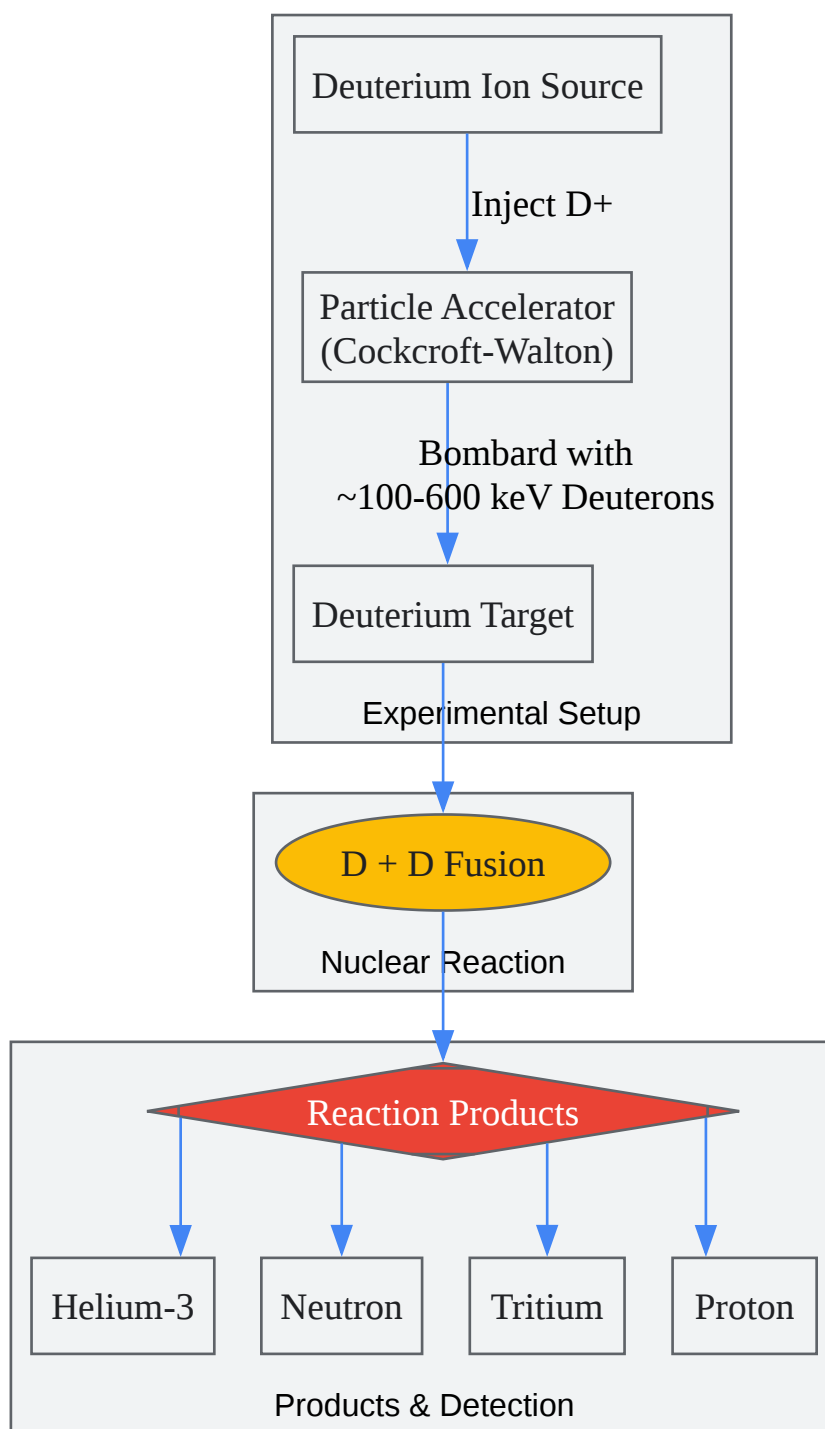 Deuterium Ion Source
Inject D+
Particle Accelerator
(Cockcroft-Walton)
Bombard with
~100-600 keV Deuterons
Deuterium Target
Experimental Setup
D + D Fusion
Nuclear Reaction
Reaction Products
Helium-3
Neutron
Tritium
Proton
Products & Detection